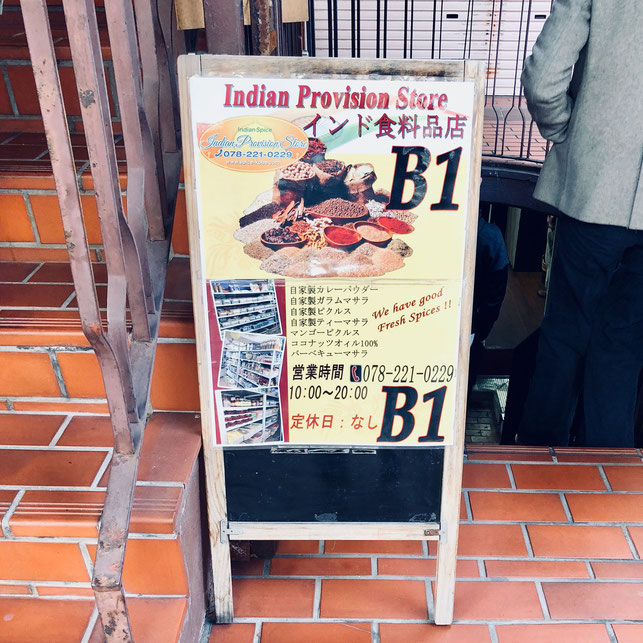 Indian Provision Store
インド食料品店
Indian Spice
Indian Provision Store
078-221-0229
B1
自家製カレーパウダー
自家製ガラムマサラ
自家製ピクルス
自家製ティーマサラ
マンゴーピクルス
ココナッツオィル100%
バーベキューマサラ
We have good
Fresh Spices !!
営業時間 078-221-0229
10:00〜20:00
定休日：なし
B1